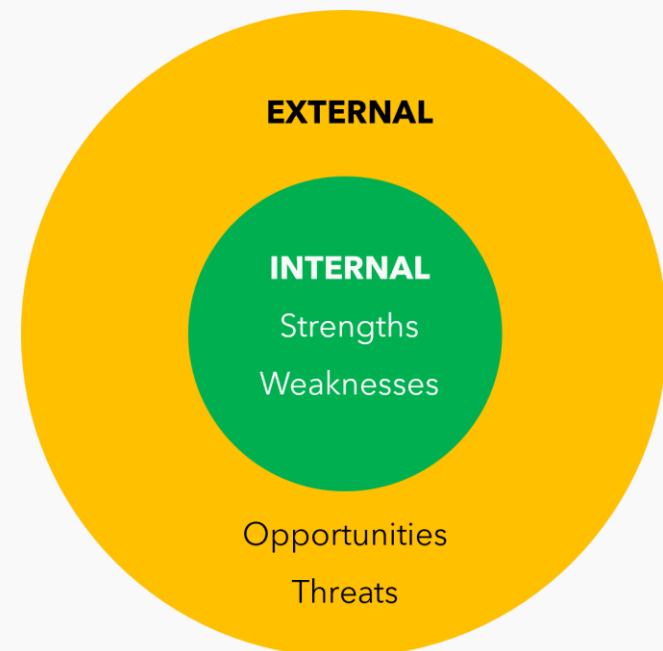 EXTERNAL
INTERNAL
Strengths
Weaknesses
Opportunities
Threats